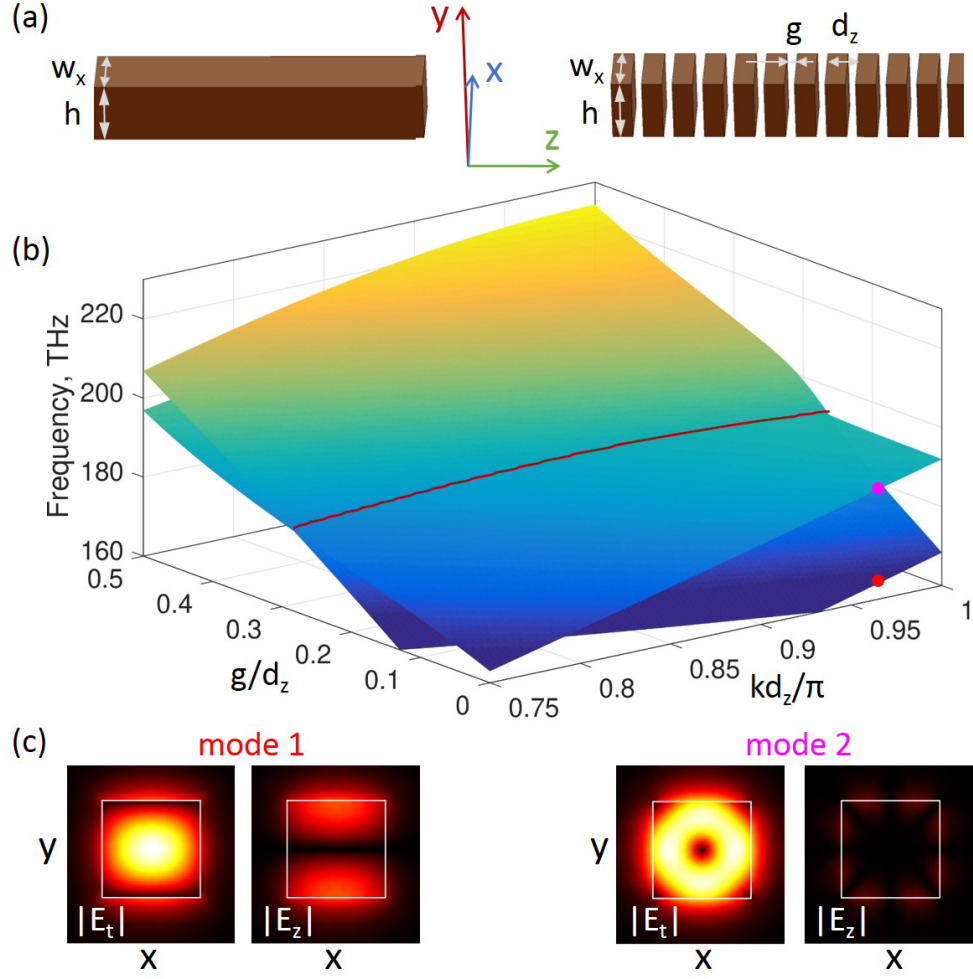 (a)
y
x
z
w_x
h
g
d_z
w_x
h
(b)
Frequency, THz
220
200
180
160
0.5
0.4
0.3
0.2
0.1
0
g/d_z
0.75
0.8
0.85
0.9
0.95
1
kd_z/π
(c)
mode 1
mode 2
y
|E_t|
|E_z|
x
x
y
|E_t|
|E_z|
x
x